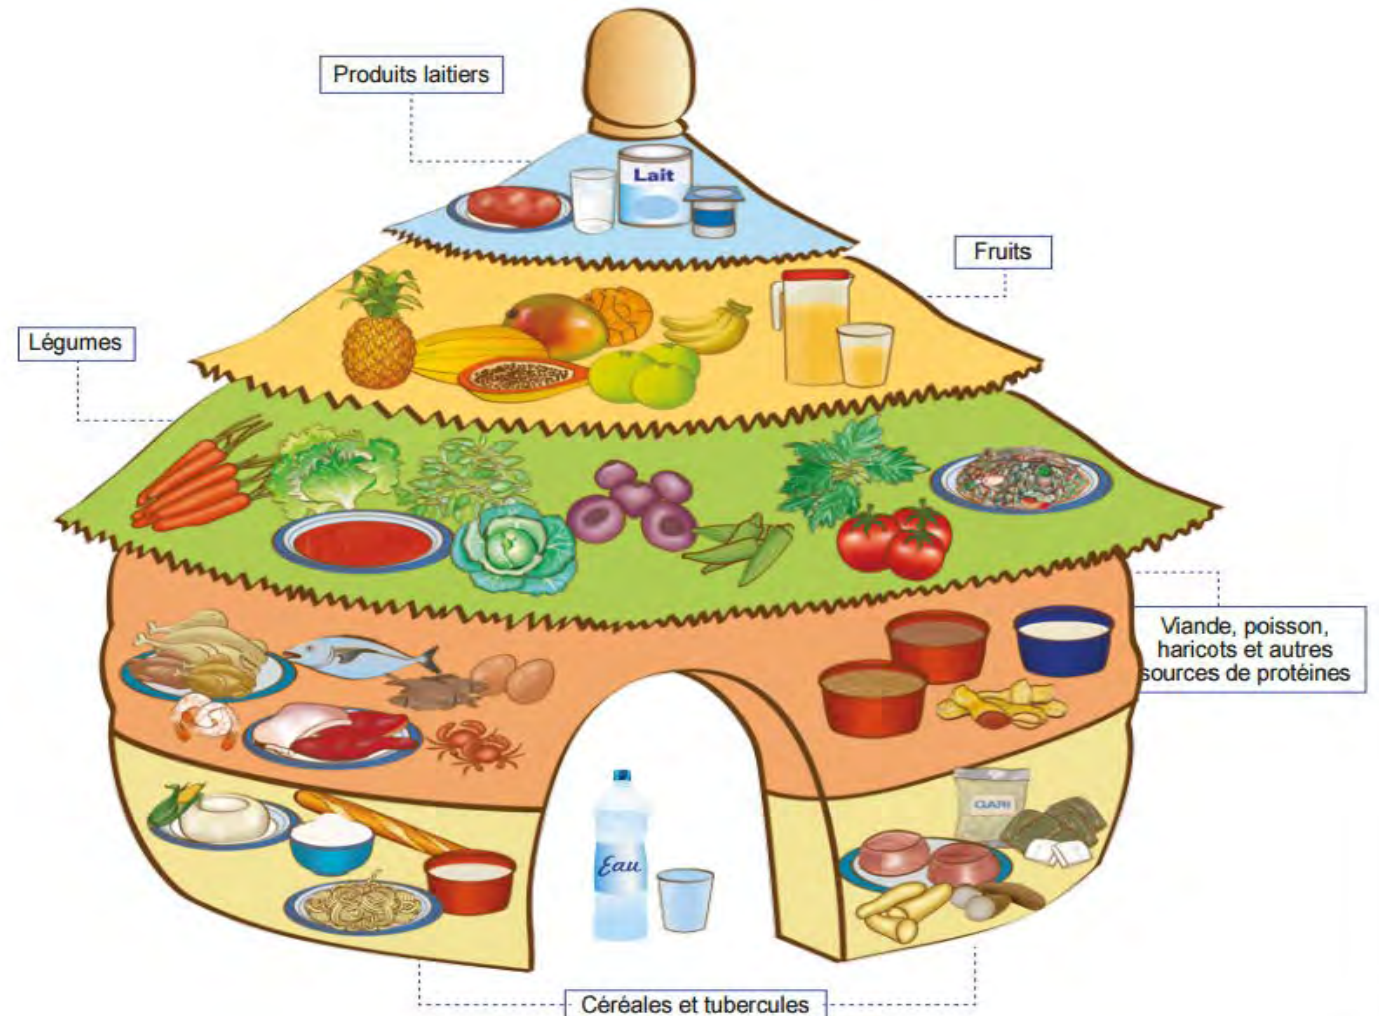 Produits laitiers
Lait
Fruits
Légumes
Viande, poisson,
haricots et autres
sources de protéines
GARI
Eau
Céréales et tubercules